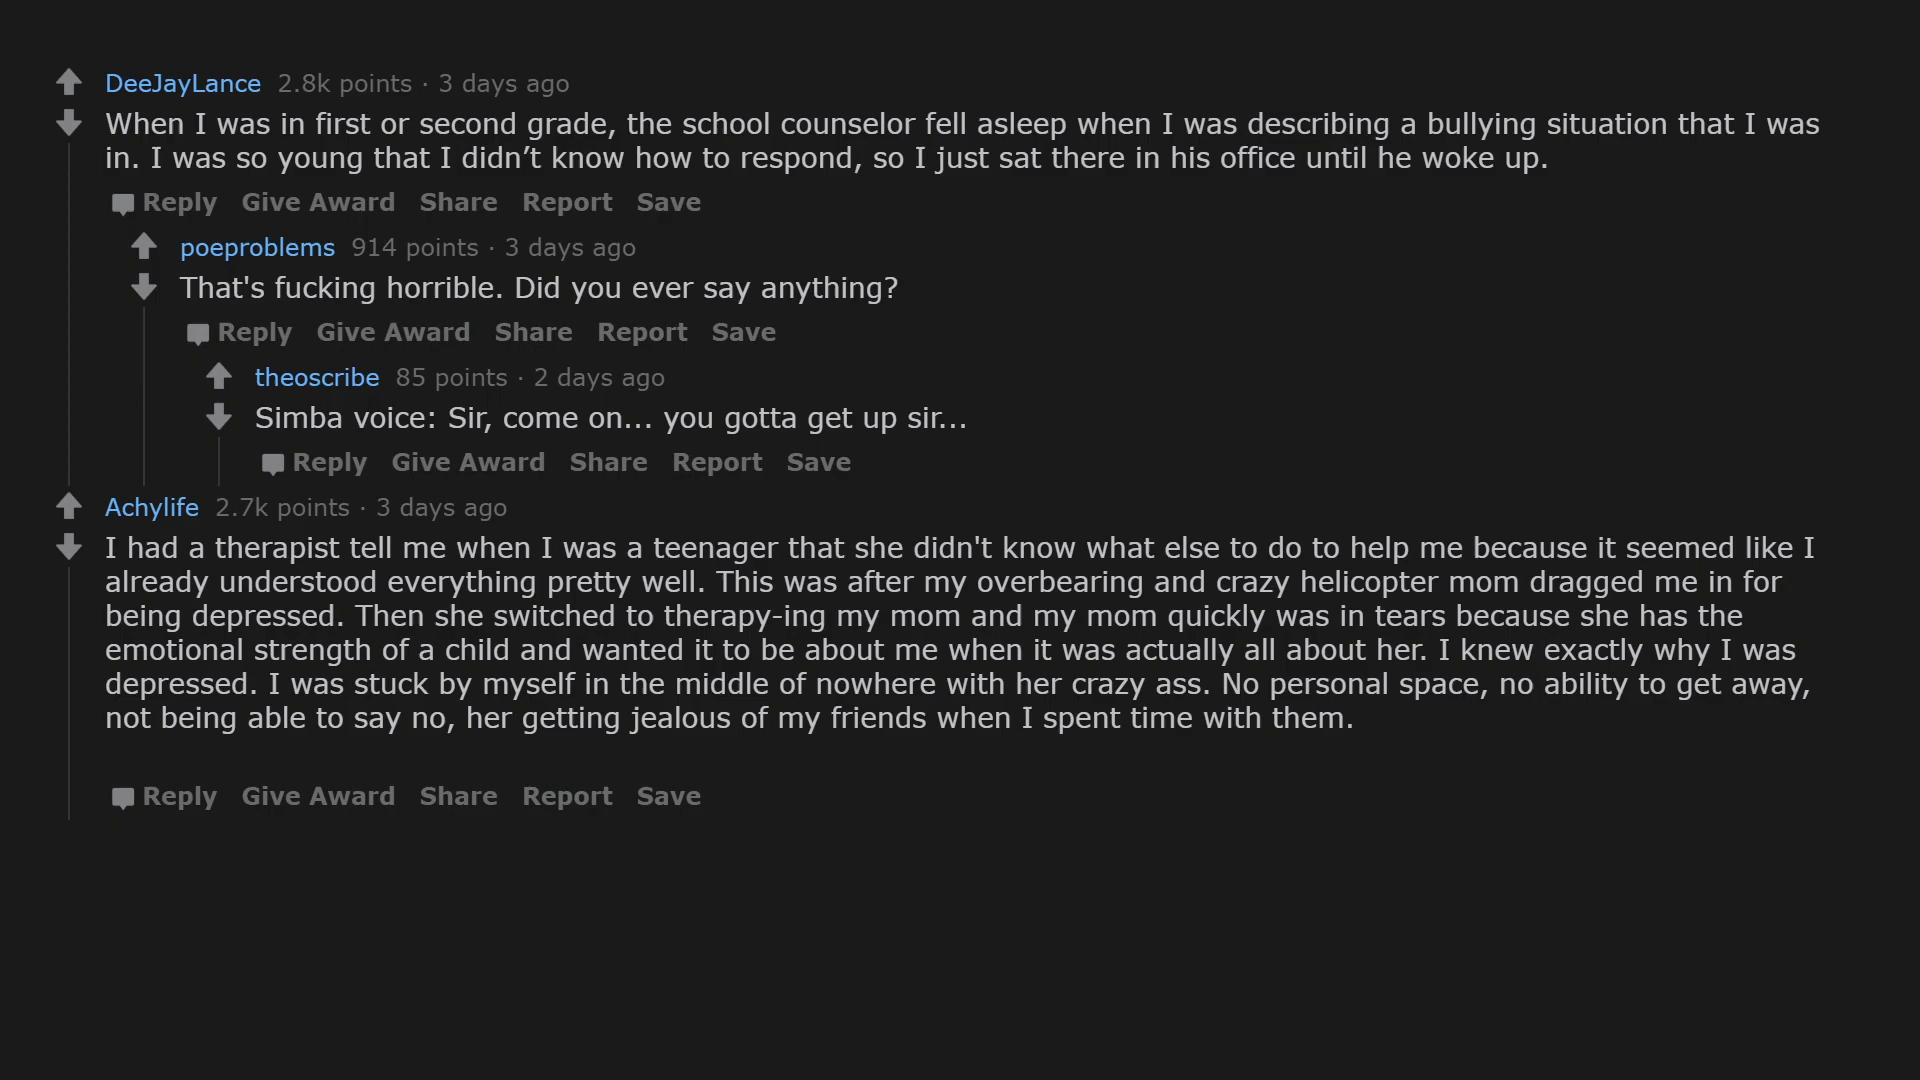 DeeJayLance 2.8k points · 3 days ago
When I was in first or second grade, the school counselor fell asleep when I was describing a bullying situation that I was
in. I was so young that I didn’t know how to respond, so I just sat there in his office until he woke up.
Reply Give Award Share Report Save
poeproblems 914 points · 3 days ago
That's fucking horrible. Did you ever say anything?
Reply Give Award Share Report Save
theoscribe 85 points · 2 days ago
Simba voice: Sir, come on... you gotta get up sir...
Reply Give Award Share Report Save
Achylife 2.7k points · 3 days ago
I had a therapist tell me when I was a teenager that she didn't know what else to do to help me because it seemed like I
already understood everything pretty well. This was after my overbearing and crazy helicopter mom dragged me in for
being depressed. Then she switched to therapy-ing my mom and my mom quickly was in tears because she has the
emotional strength of a child and wanted it to be about me when it was actually all about her. I knew exactly why I was
depressed. I was stuck by myself in the middle of nowhere with her crazy ass. No personal space, no ability to get away,
not being able to say no, her getting jealous of my friends when I spent time with them.
Reply Give Award Share Report Save